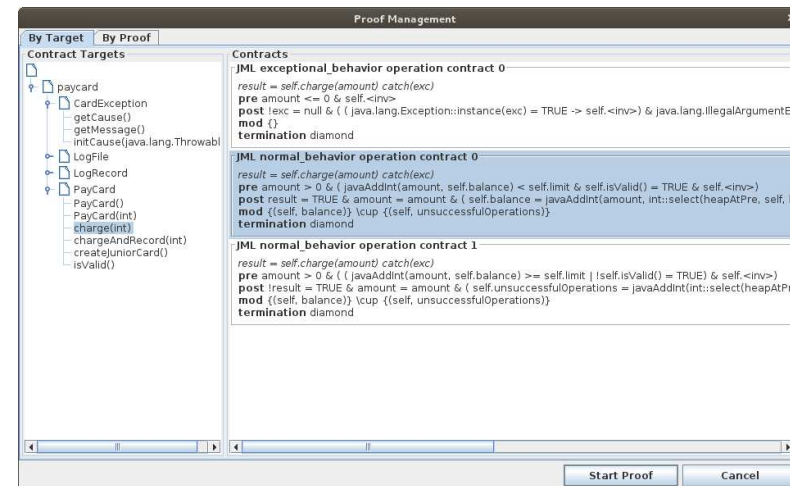 Proof Management
By Target By Proof
Contract Targets
paycard
CardException
getCause()
getMessage()
initCause(java.lang.Throwabl
LogFile
LogRecord
PayCard
PayCard()
PayCard(int)
charge(int)
chargeAndRecord(int)
createJuniorCard()
isValid()
Contracts
JML exceptional_behavior operation contract 0
result = self.charge(amount) catch(exc)
pre amount <= 0 & self.<inv>
post !exc = null & ( ( java.lang.Exception::instance(exc) = TRUE -> self.<inv>) & java.lang.IllegalArgumentE
mod {}
termination diamond
JML normal_behavior operation contract 0
result = self.charge(amount) catch(exc)
pre amount > 0 & ( javaAddInt(amount, self.balance) < self.limit & self.isValid() = TRUE & self.<inv>)
post result = TRUE & amount = amount & ( self.balance = javaAddInt(amount, int::select(heapAtPre, self,
mod {(self, balance)} \cup {(self, unsuccessfulOperations)}
termination diamond
JML normal_behavior operation contract 1
result = self.charge(amount) catch(exc)
pre amount > 0 & ( ( javaAddInt(amount, self.balance) >= self.limit | !self.isValid() = TRUE) & self.<inv>)
post !result = TRUE & amount = amount & ( self.unsuccessfulOperations = javaAddInt(int::select(heapAtPr
mod {(self, balance)} \cup {(self, unsuccessfulOperations)}
termination diamond
Start Proof Cancel